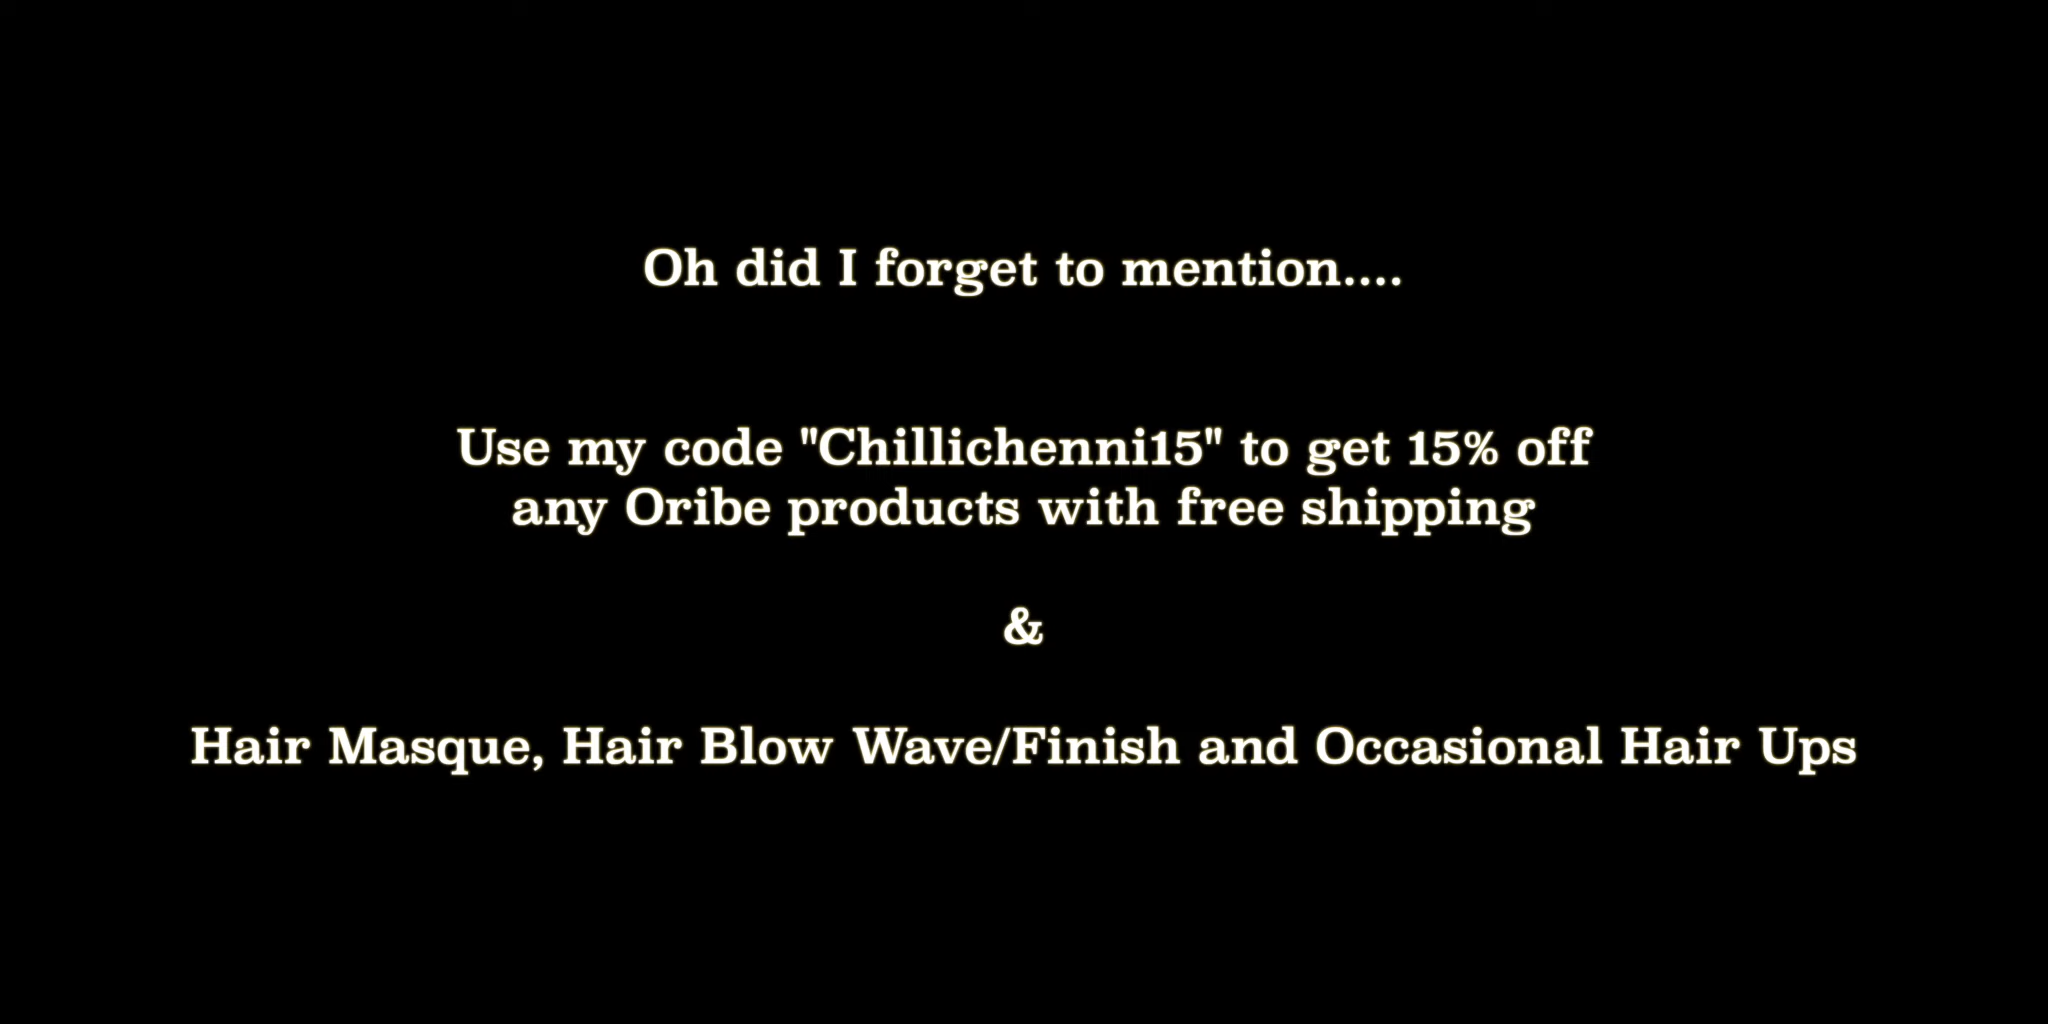 Oh did I forget to mention....
Use my code "Chillichenni15" to get 15% off
any Oribe products with free shipping
&
Hair Masque, Hair Blow Wave/Finish and Occasional Hair Ups